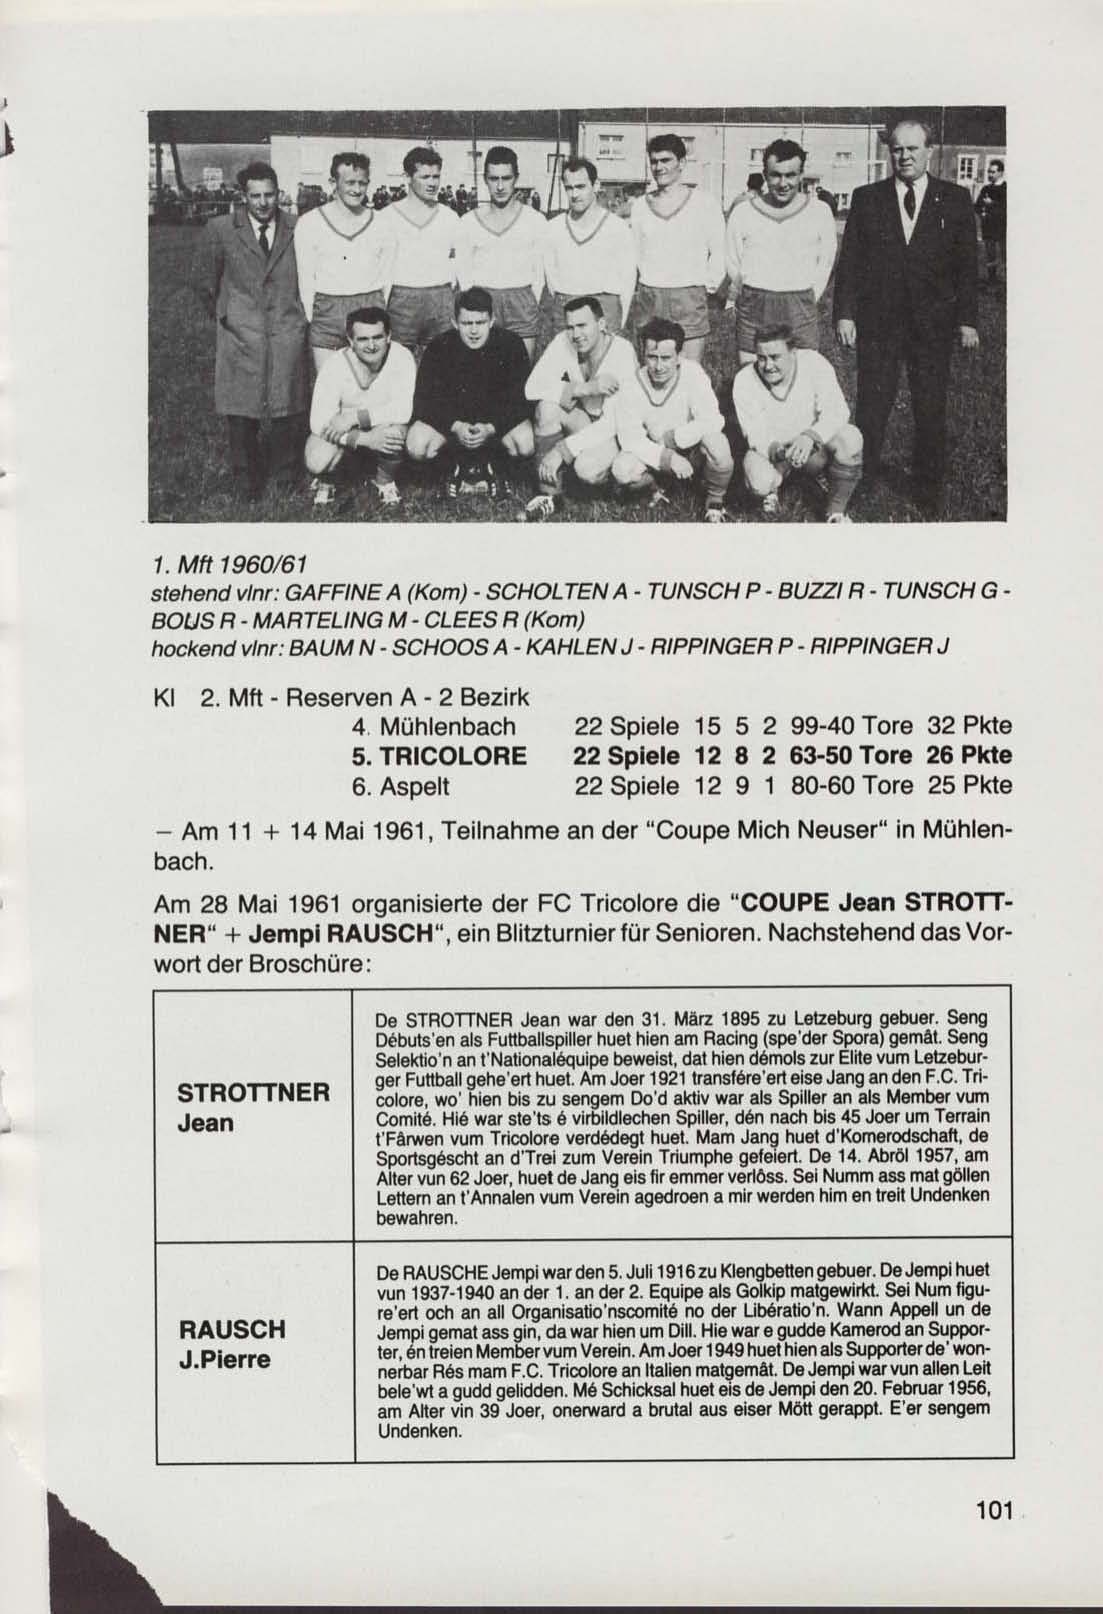 1. Mft 1960/61
stehend vlnr: GAFFINE A (Kom) - SCHOLTEN A - TUNSCH P - BUZZI R - TUNSCH G -
BOUS R - MARTELING M - CLEES R (Kom)
hockend vlnr: BAUM N - SCHOOS A - KAHLEN J - RIPPINGER P - RIPPINGER J
Kl 2. Mft - Reserven A - 2 Bezirk
4. Mühlenbach 22 Spiele 15 5 2 99-40 Tore 32 Pkte
5. TRICOLORE 22 Spiele 12 8 2 63-50 Tore 26 Pkte
6. Aspelt 22 Spiele 12 9 1 80-60 Tore 25 Pkte
– Am 11 + 14 Mai 1961, Teilnahme an der "Coupe Mich Neuser“ in Mühlen-
bach.
Am 28 Mai 1961 organisierte der FC Tricolore die "COUPE Jean STROTT-
NER“ + Jempi RAUSCH“, ein Blitzturnier für Senioren. Nachstehend das Vor-
wort der Broschüre:
STROTTNER
Jean
De STROTTNER Jean war den 31. März 1895 zu Letzeburg gebuer. Seng
Débuts'en als Futtballspiller huet hien am Racing (spe'der Spora) gemât. Seng
Selektio'n an t'Nationaléquipe beweist, dat hien démols zur Elite vum Letzebur-
ger Futtball gehe'ert huet. Am Joer 1921 transfére'ert eise Jang an den F.C. Tri-
colore, wo' hien bis zu sengem Do'd aktiv war als Spiller an als Member vum
Comité. Hié war ste'ts é virbildlechen Spiller, dén nach bis 45 Joer um Terrain
t'Fârwen vum Tricolore verdédegt huet. Mam Jang huet d'Komerodschaft, de
Sportsgéscht an d'Trei zum Verein Triumphe gefeiert. De 14. Abröl 1957, am
Alter vun 62 Joer, huet de Jang eis fir emmer verlôss. Sei Numm ass mat göllen
Lettern an t'Annalen vum Verein agedroen a mir werden him en treit Undenken
bewahren.
RAUSCH
J.Pierre
De RAUSCHE Jempi war den 5. Juli 1916 zu Klengbetten gebuer. De Jempi huet
vun 1937-1940 an der 1. an der 2. Equipe als Golkip matgewirkt. Sei Num figu-
re'ert och an all Organisatio'nscomité no der Libératio'n. Wann Appell un de
Jempi gemat ass gin, da war hien um Dill. Hie war e gudde Kamerod an Suppor-
ter, én treien Member vum Verein. Am Joer 1949 huet hien als Supporter de' won-
nerbar Rés mam F.C. Tricolore an Italien matgemât. De Jempi war vun allen Leit
bele'wt a gudd gelidden. Mé Schicksal huet eis de Jempi den 20. Februar 1956,
am Alter vin 39 Joer, onerward a brutal aus eiser Mött gerappt. E'er sengem
Undenken.
101